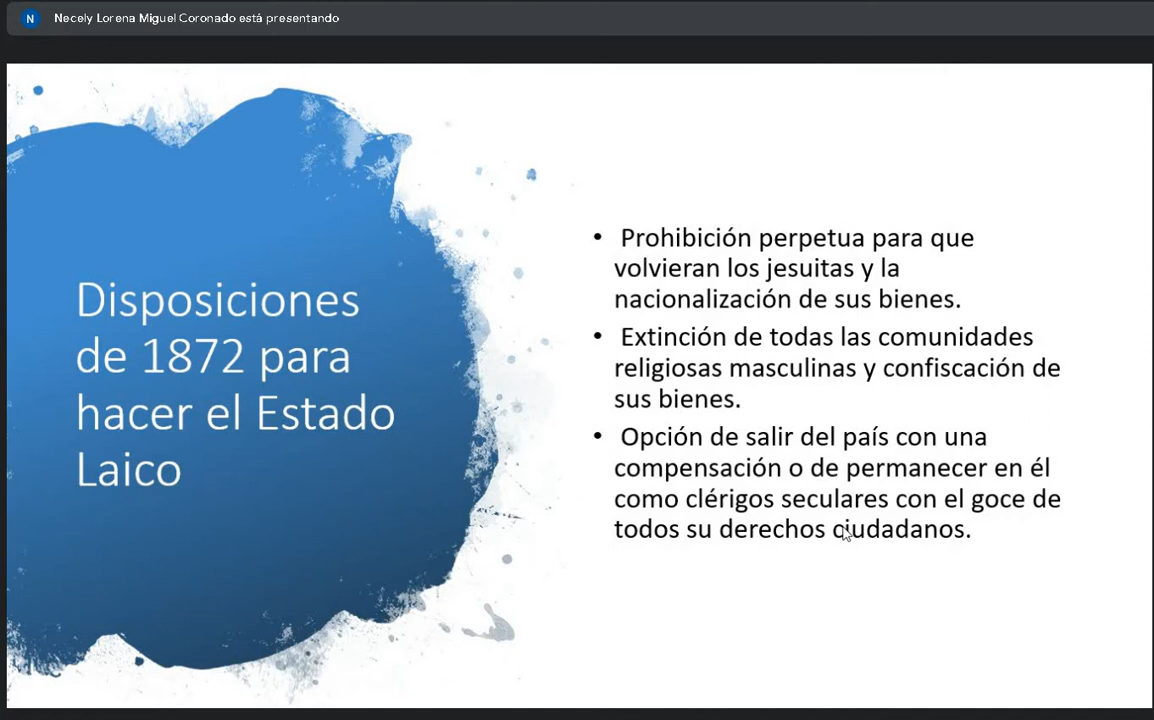 N
Necely Lorena Miguel Coronado está presentando
Disposiciones
de 1872 para
hacer el Estado
Laico
• Prohibición perpetua para que
volvieran los jesuitas y la
nacionalización de sus bienes.
• Extinción de todas las comunidades
religiosas masculinas y confiscación de
sus bienes.
• Opción de salir del país con una
compensación o de permanecer en él
como clérigos seculares con el goce de
todos su derechos ciudadanos.